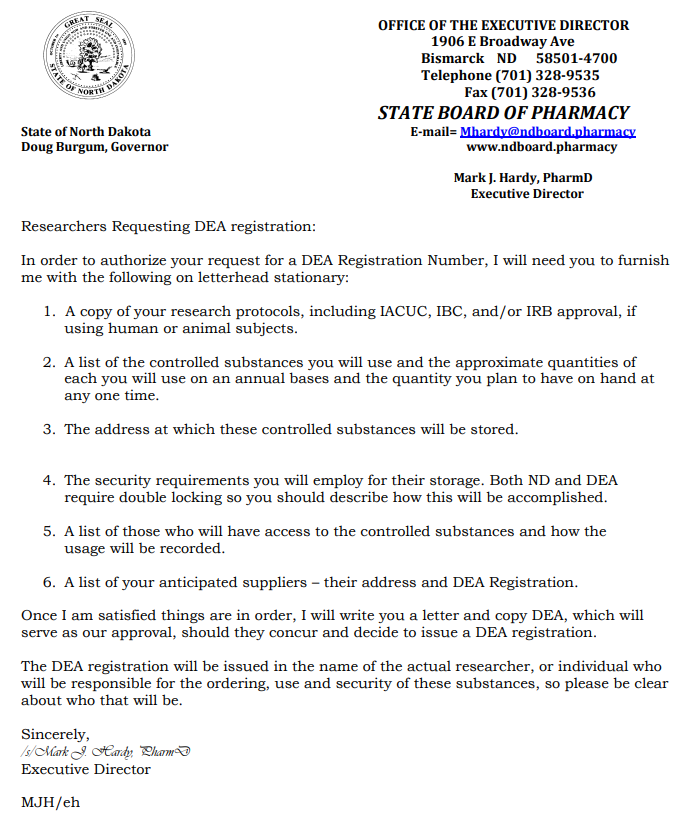 GREAT SEAL
STATE OF NORTH DAKOTA
OFFICE OF THE EXECUTIVE DIRECTOR
1906 E Broadway Ave
Bismarck ND 58501-4700
Telephone (701) 328-9535
Fax (701) 328-9536
STATE BOARD OF PHARMACY
State of North Dakota
E-mail= Mhardy@ndboard.pharmacy
Doug Burgum, Governor
www.ndboard.pharmacy
Mark J. Hardy, PharmD
Executive Director
Researchers Requesting DEA registration:
In order to authorize your request for a DEA Registration Number, I will need you to furnish
me with the following on letterhead stationary:
1. A copy of your research protocols, including IACUC, IBC, and/or IRB approval, if
using human or animal subjects.
2. A list of the controlled substances you will use and the approximate quantities of
each you will use on an annual bases and the quantity you plan to have on hand at
any one time.
3. The address at which these controlled substances will be stored.
4. The security requirements you will employ for their storage. Both ND and DEA
require double locking so you should describe how this will be accomplished.
5. A list of those who will have access to the controlled substances and how the
usage will be recorded.
6. A list of your anticipated suppliers – their address and DEA Registration.
Once I am satisfied things are in order, I will write you a letter and copy DEA, which will
serve as our approval, should they concur and decide to issue a DEA registration.
The DEA registration will be issued in the name of the actual researcher, or individual who
will be responsible for the ordering, use and security of these substances, so please be clear
about who that will be.
Sincerely,
/s/Mark J. Hardy, PharmD
Executive Director
MJH/eh